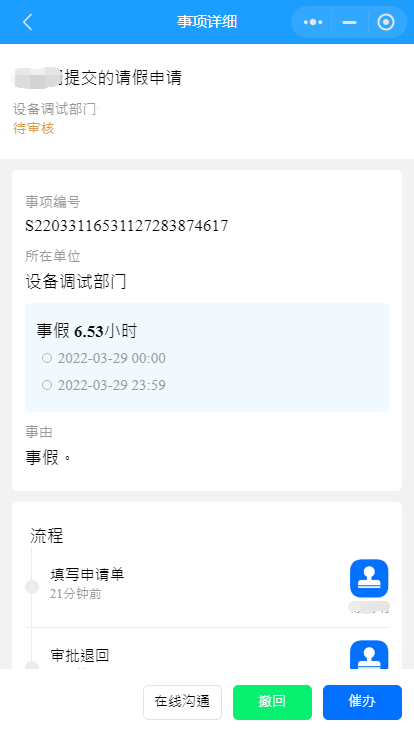 事项详细
提交的请假申请
设备调试部门
待审核
事项编号
S22033116531127283874617
所在单位
设备调试部门
事假 6.53小时
2022-03-29 00:00
2022-03-29 23:59
事由
事假。
流程
填写申请单
21分钟前
审批退回
在线沟通
撤回
催办